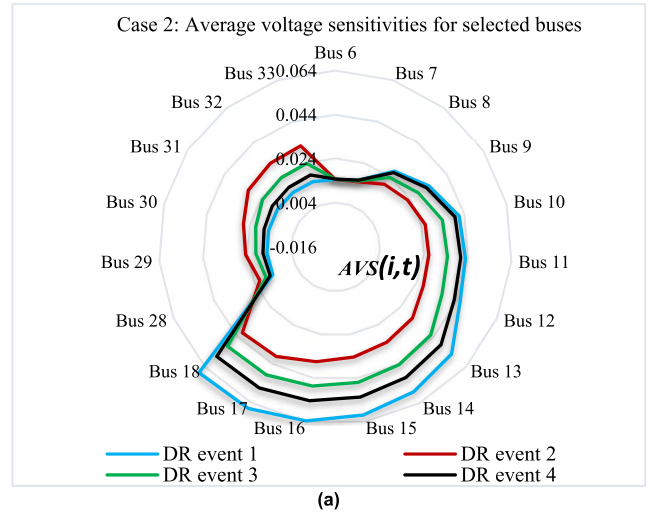 Case 2: Average voltage sensitivities for selected buses
Bus 6
Bus 33
0.064
Bus 7
Bus 32
0.044
Bus 8
Bus 31
0.024
Bus 9
Bus 30
0.004
Bus 10
Bus 29
-0.016
AVS(i,t)
Bus 11
Bus 28
Bus 12
Bus 18
Bus 13
Bus 17
Bus 14
Bus 16
Bus 15
DR event 1
DR event 2
DR event 3
DR event 4
(a)